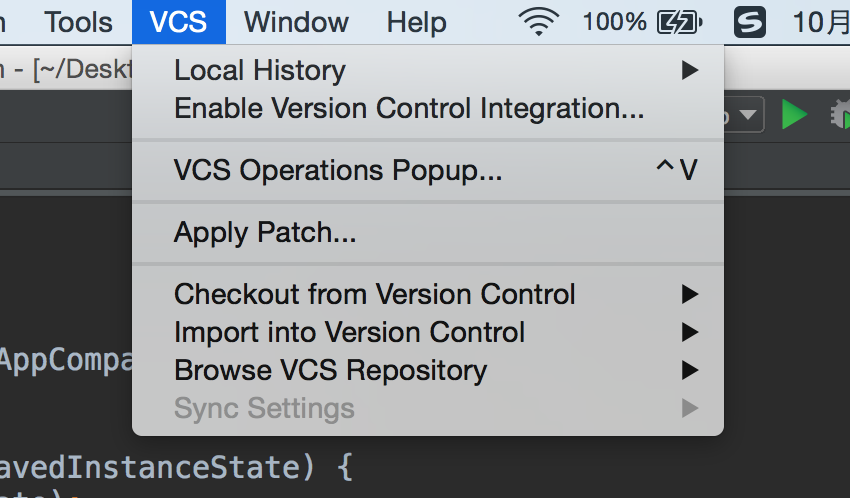 Tools VCS Window Help 100% S 10月
- [~/Deskt
Local History
Enable Version Control Integration...
VCS Operations Popup... ^V
Apply Patch...
Checkout from Version Control
Import into Version Control
AppCompa
Browse VCS Repository
Sync Settings
avedInstanceState) {